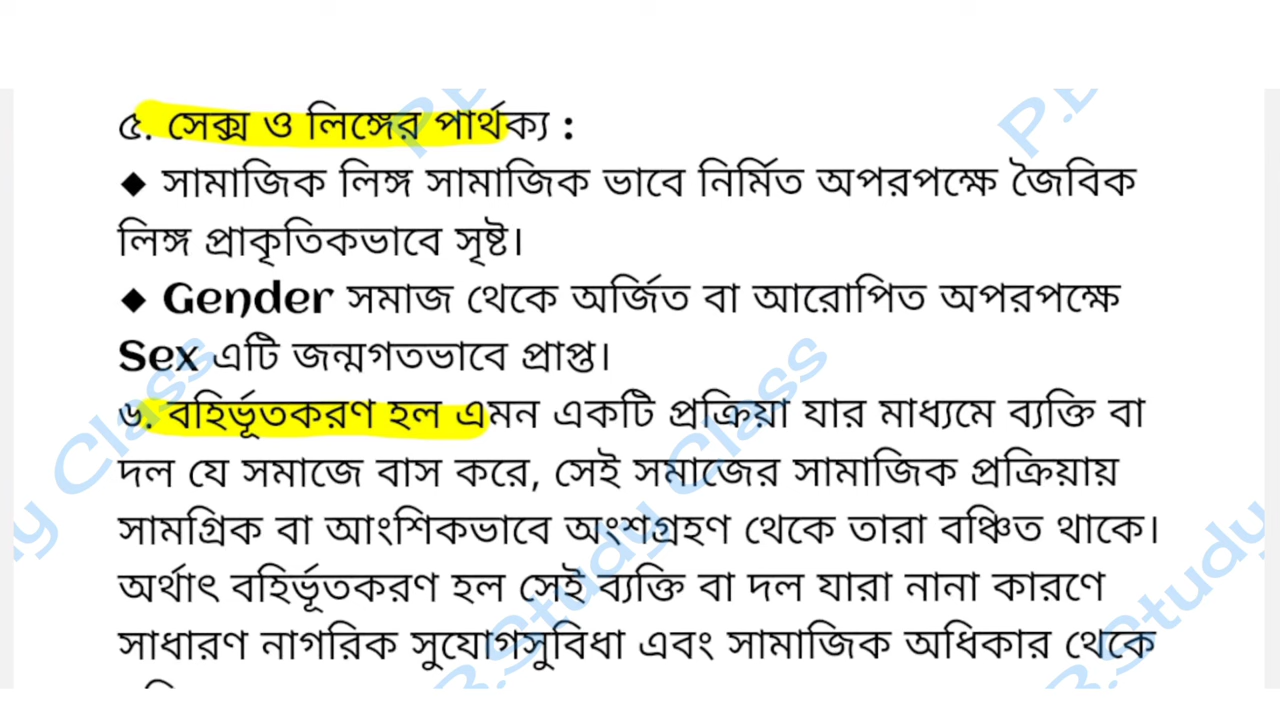 ৫. সেক্স ও লিঙ্গের পার্থক্য :
◆ সামাজিক লিঙ্গ সামাজিক ভাবে নির্মিত অপরপক্ষে জৈবিক
লিঙ্গ প্রাকৃতিকভাবে সৃষ্ট।
◆ Gender সমাজ থেকে অর্জিত বা আরোপিত অপরপক্ষে
Sex এটি জন্মগতভাবে প্রাপ্ত।
৬. বহির্ভূতকরণ হল এমন একটি প্রক্রিয়া যার মাধ্যমে ব্যক্তি বা
দল যে সমাজে বাস করে, সেই সমাজের সামাজিক প্রক্রিয়ায়
সামগ্রিক বা আংশিকভাবে অংশগ্রহণ থেকে তারা বঞ্চিত থাকে।
অর্থাৎ বহির্ভূতকরণ হল সেই ব্যক্তি বা দল যারা নানা কারণে
সাধারণ নাগরিক সুযোগসুবিধা এবং সামাজিক অধিকার থেকে
P.B.Study Class